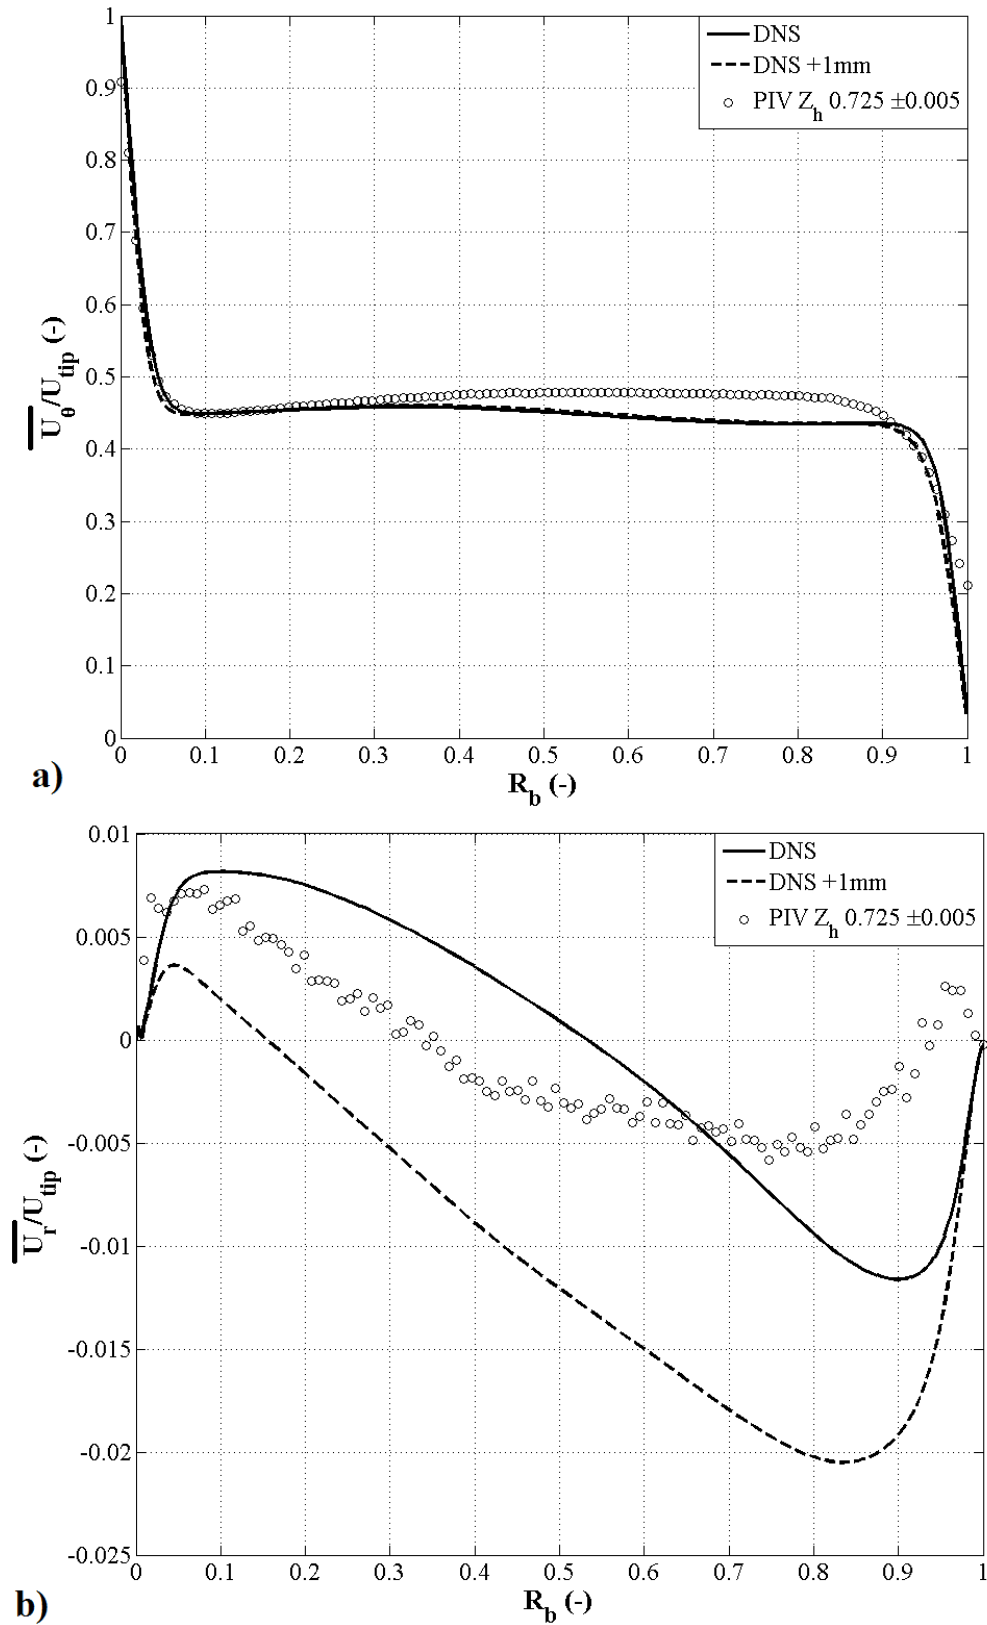 1
0.9
0.8
0.7
0.6
0.5
0.4
0.3
0.2
0.1
0
U_θ/U_tip (-)
DNS
DNS +1mm
PIV Z_h 0.725 ±0.005
0 0.1 0.2 0.3 0.4 0.5 0.6 0.7 0.8 0.9 1
R_b (-)
a)
0.01
0.005
0
-0.005
-0.01
-0.015
-0.02
-0.025
U_r/U_tip (-)
DNS
DNS +1mm
PIV Z_h 0.725 ±0.005
0 0.1 0.2 0.3 0.4 0.5 0.6 0.7 0.8 0.9 1
R_b (-)
b)